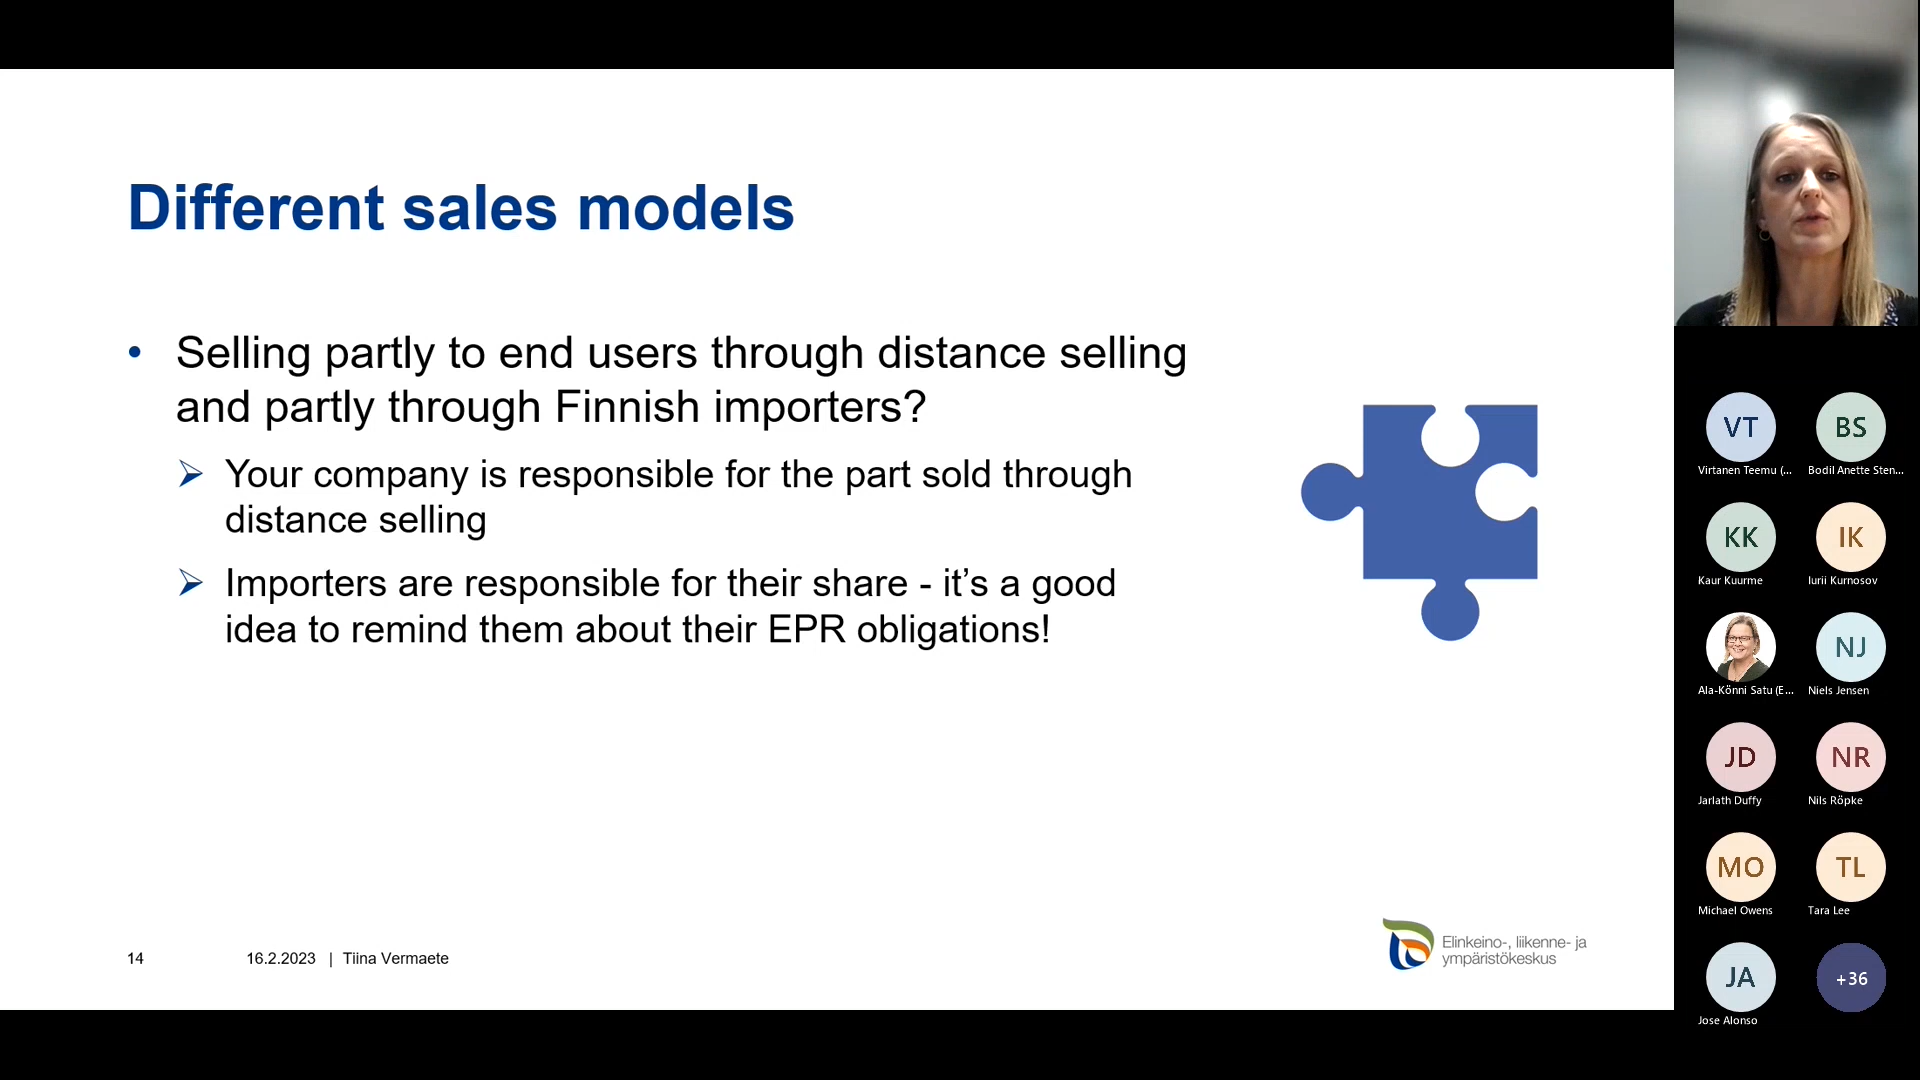 Different sales models
• Selling partly to end users through distance selling
and partly through Finnish importers?
➢ Your company is responsible for the part sold through
distance selling
➢ Importers are responsible for their share - it’s a good
idea to remind them about their EPR obligations!
14 16.2.2023 | Tiina Vermaete
Elinkeino-, liikenne- ja
ympäristökeskus
VT BS
Virtanen Teemu (... Bodil Anette Sten...
KK IK
Kaur Kuurme Iurii Kurnosov
NJ
Ala-Könni Satu (E... Niels Jensen
JD NR
Jarlath Duffy Nils Röpke
MO TL
Michael Owens Tara Lee
JA +36
Jose Alonso